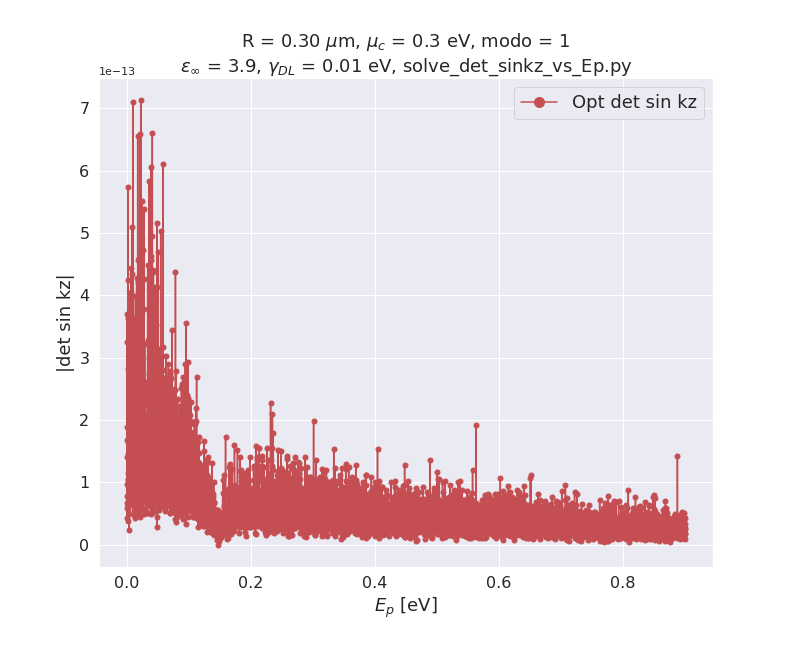 R = 0.30 μm, μc = 0.3 eV, modo = 1
ε∞ = 3.9, γDL = 0.01 eV, solve_det_sinkz_vs_Ep.py
1e−13
Opt det sin kz
7
6
5
4
3
2
1
0
|det sin kz|
0.0 0.2 0.4 0.6 0.8
Ep [eV]